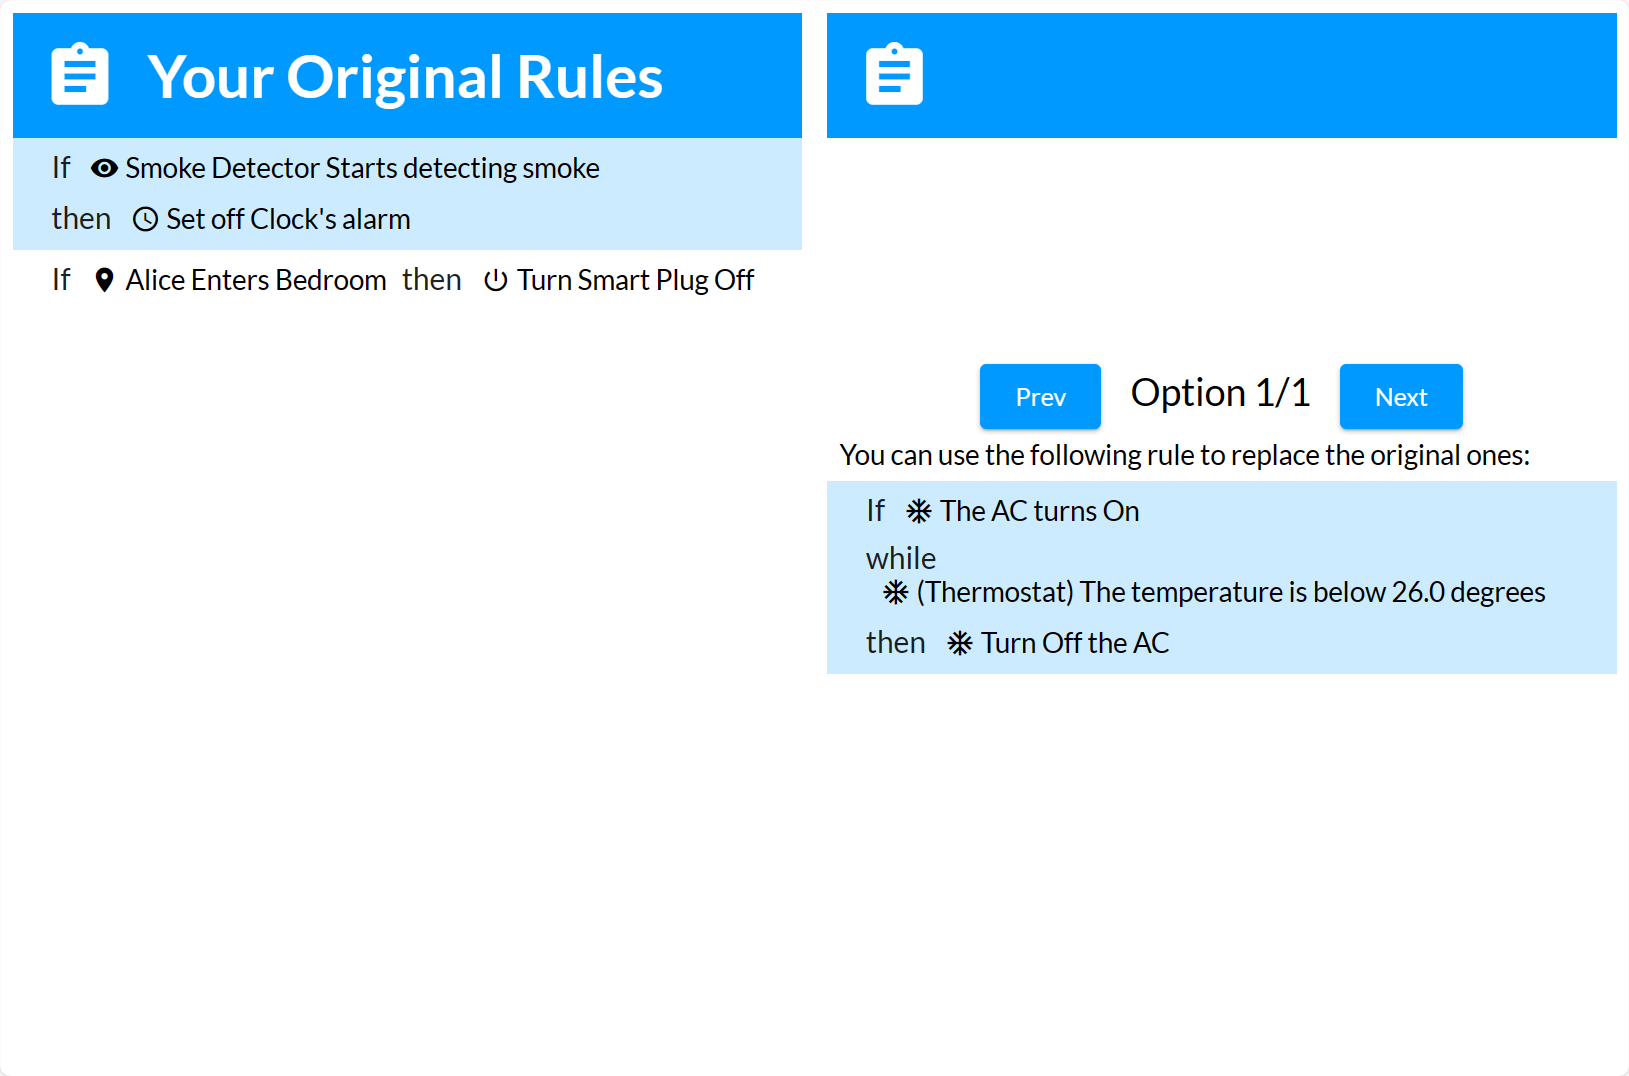 Your Original Rules
If Smoke Detector Starts detecting smoke
then Set off Clock's alarm
If Alice Enters Bedroom then Turn Smart Plug Off
Prev Option 1/1 Next
You can use the following rule to replace the original ones:
If The AC turns On
while
(Thermostat) The temperature is below 26.0 degrees
then Turn Off the AC